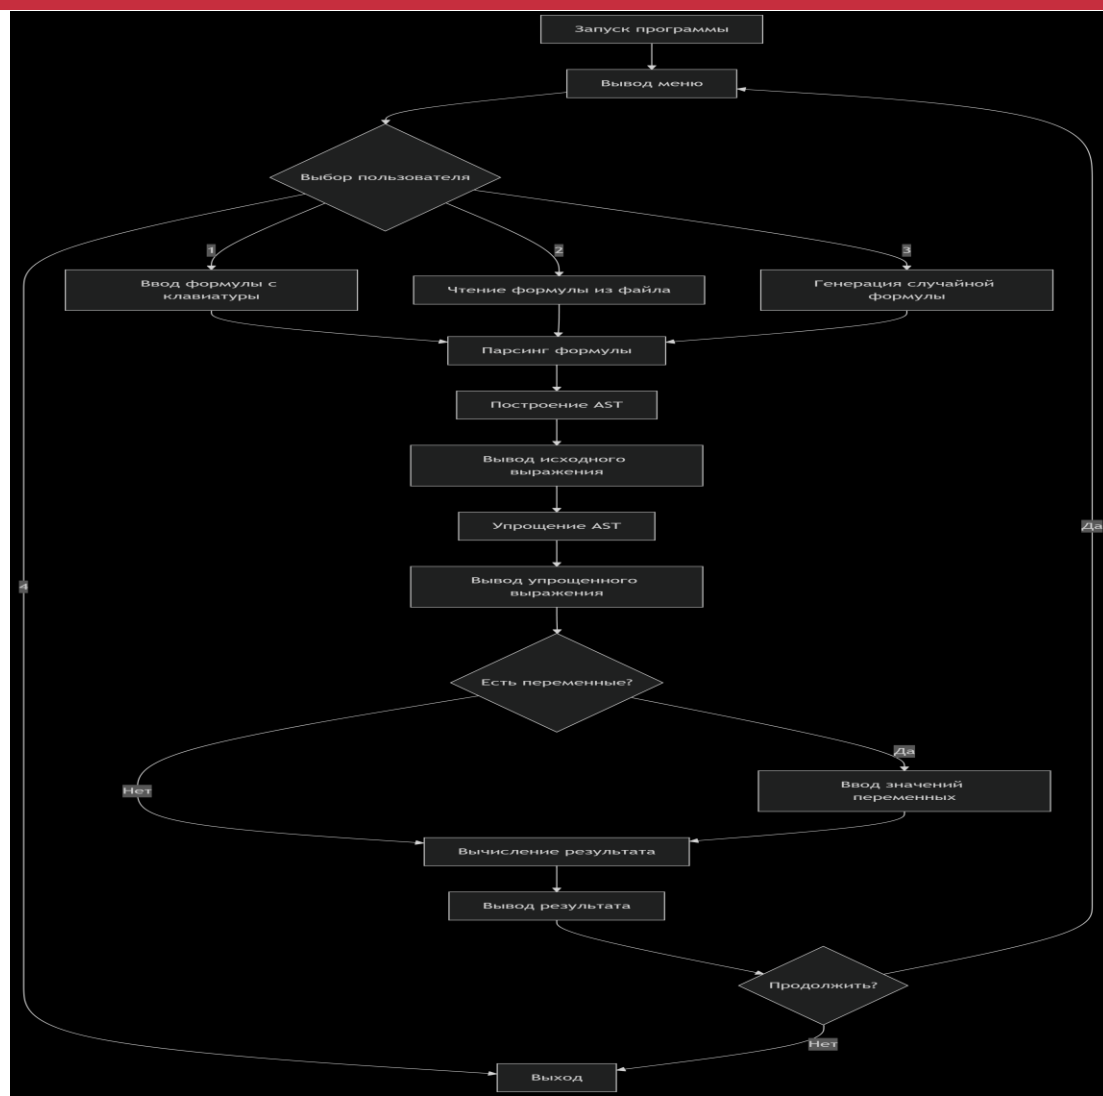 Запуск программы
Вывод меню
Выбор пользователя
1
2
3
Ввод формулы с
клавиатуры
Чтение формулы из файла
Генерация случайной
формулы
Парсинг формулы
Построение AST
Вывод исходного
выражения
Упрощение AST
Да
Вывод упрощенного
выражения
4
Есть переменные?
Да
Нет
Ввод значений
переменных
Вычисление результата
Вывод результата
Продолжить?
Нет
Выход